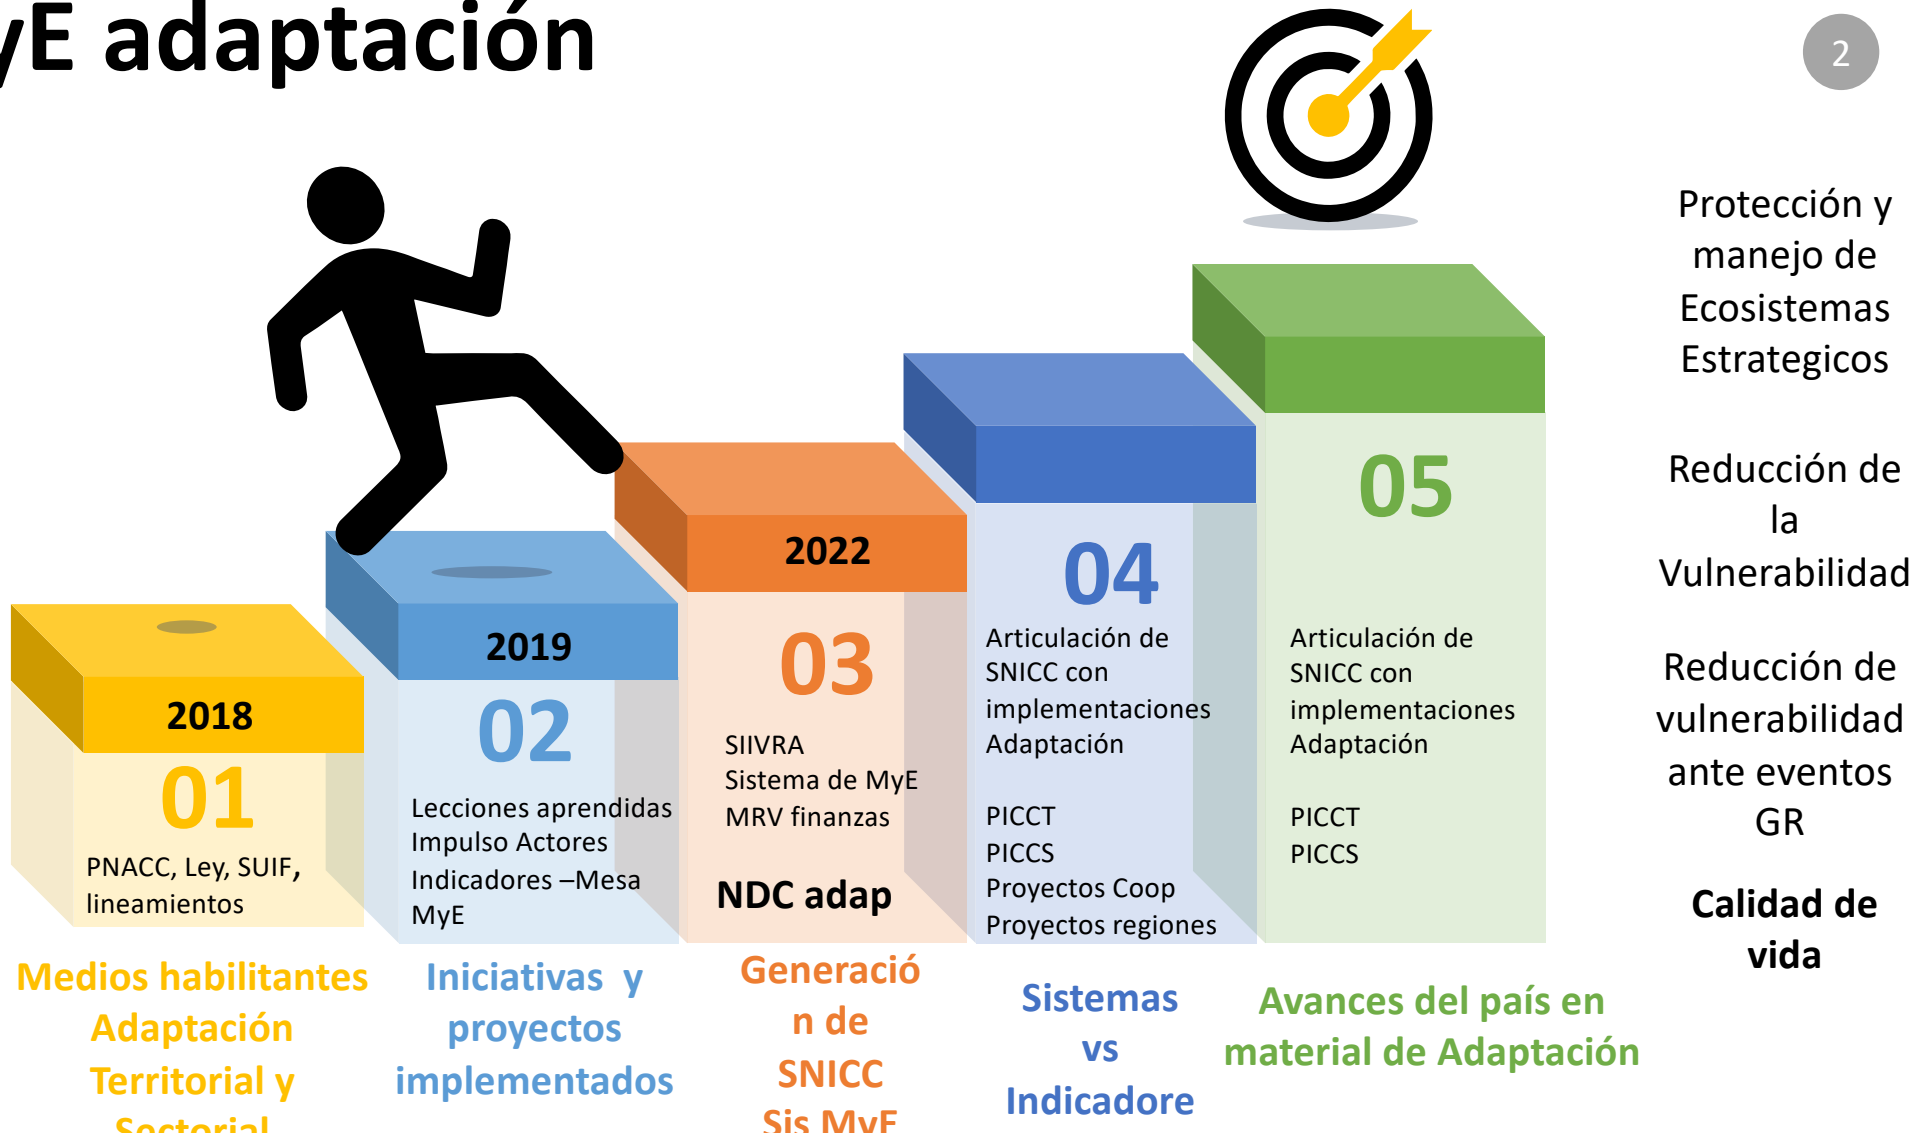 yE adaptación
2
2018
01
PNACC, Ley, SUIF,
lineamientos
Medios habilitantes
Adaptación
Territorial y
Sectorial
2019
02
Lecciones aprendidas
Impulso Actores
Indicadores –Mesa
MyE
Iniciativas y
proyectos
implementados
2022
03
SIIVRA
Sistema de MyE
MRV finanzas
NDC adap
Generació
n de
SNICC
Sis MyE
04
Articulación de
SNICC con
implementaciones
Adaptación
PICCT
PICCS
Proyectos Coop
Proyectos regiones
Sistemas
vs
Indicadore
05
Articulación de
SNICC con
implementaciones
Adaptación
PICCT
PICCS
Avances del país en
material de Adaptación
Protección y
manejo de
Ecosistemas
Estrategicos
Reducción de
la
Vulnerabilidad
Reducción de
vulnerabilidad
ante eventos
GR
Calidad de
vida